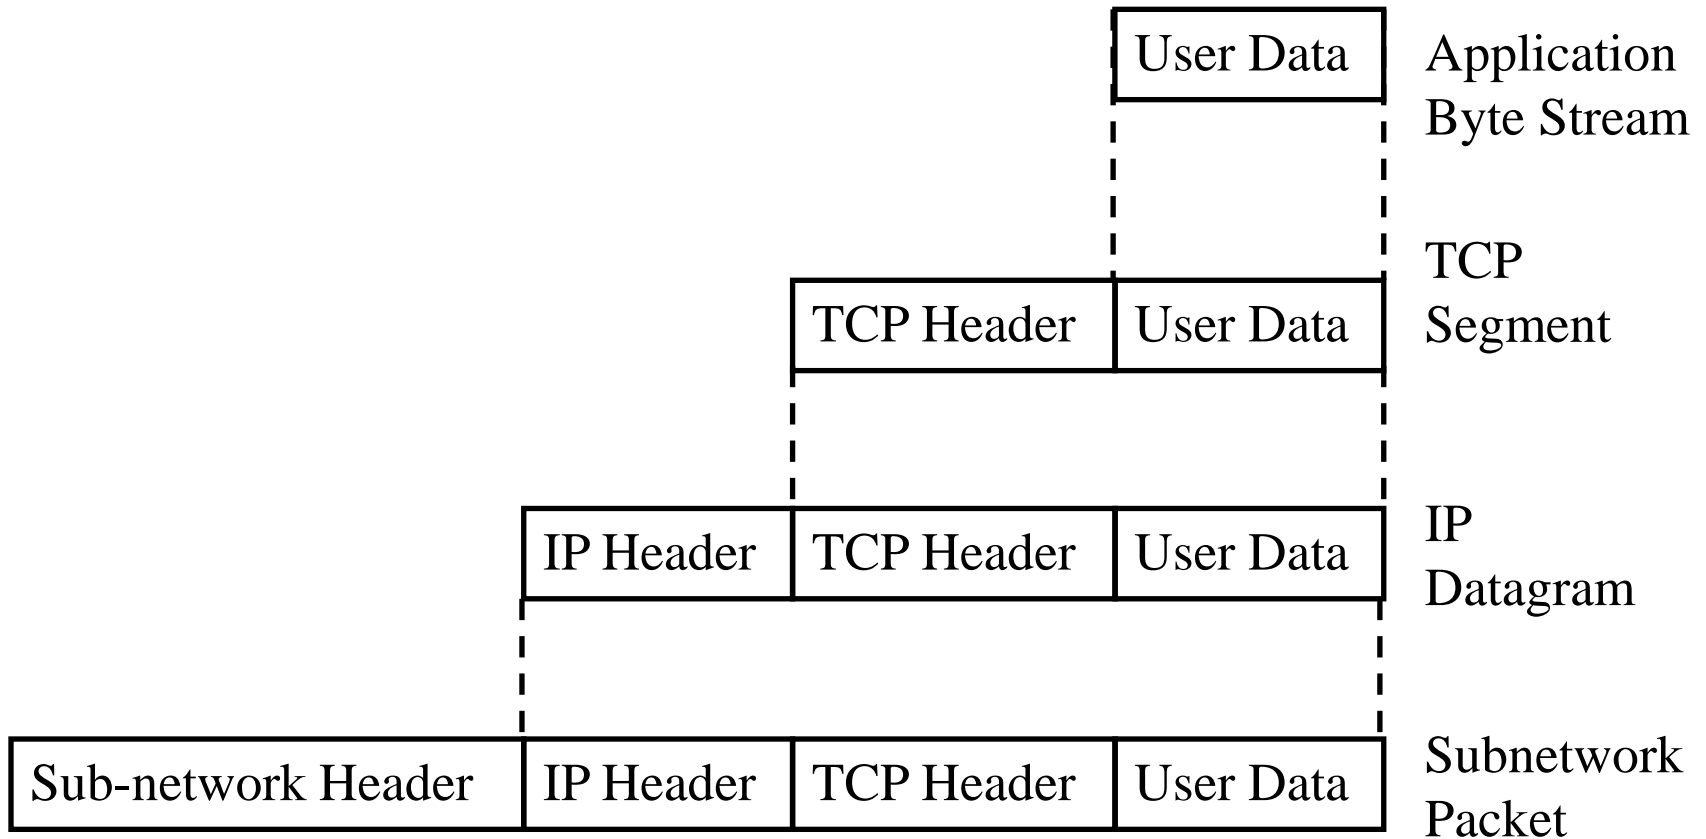 User Data
Application
Byte Stream
TCP Header
User Data
TCP
Segment
IP Header
TCP Header
User Data
IP
Datagram
Sub-network Header
IP Header
TCP Header
User Data
Subnetwork
Packet